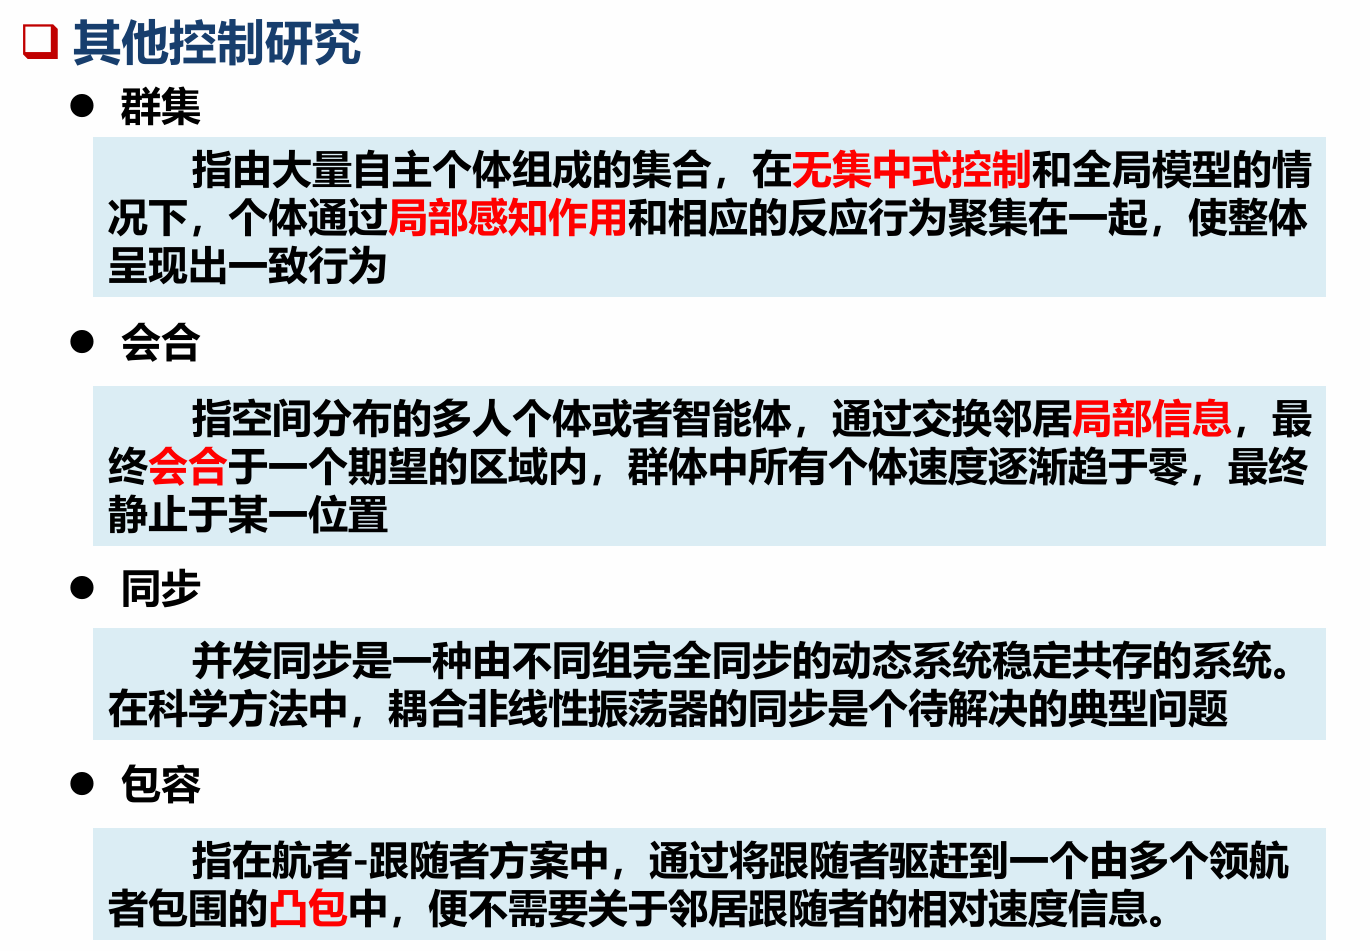 其他控制研究
群集
指由大量自主个体组成的集合，在无集中式控制和全局模型的情
况下，个体通过局部感知作用和相应的反应行为聚集在一起，使整体
呈现出一致行为
会合
指空间分布的多人个体或者智能体，通过交换邻居局部信息，最
终会合于一个期望的区域内，群体中所有个体速度逐渐趋于零，最终
静止于某一位置
同步
并发同步是一种由不同组完全同步的动态系统稳定共存的系统。
在科学方法中，耦合非线性振荡器的同步是个待解决的典型问题
包容
指在航者-跟随者方案中，通过将跟随者驱赶到一个由多个领航
者包围的凸包中，便不需要关于邻居跟随者的相对速度信息。